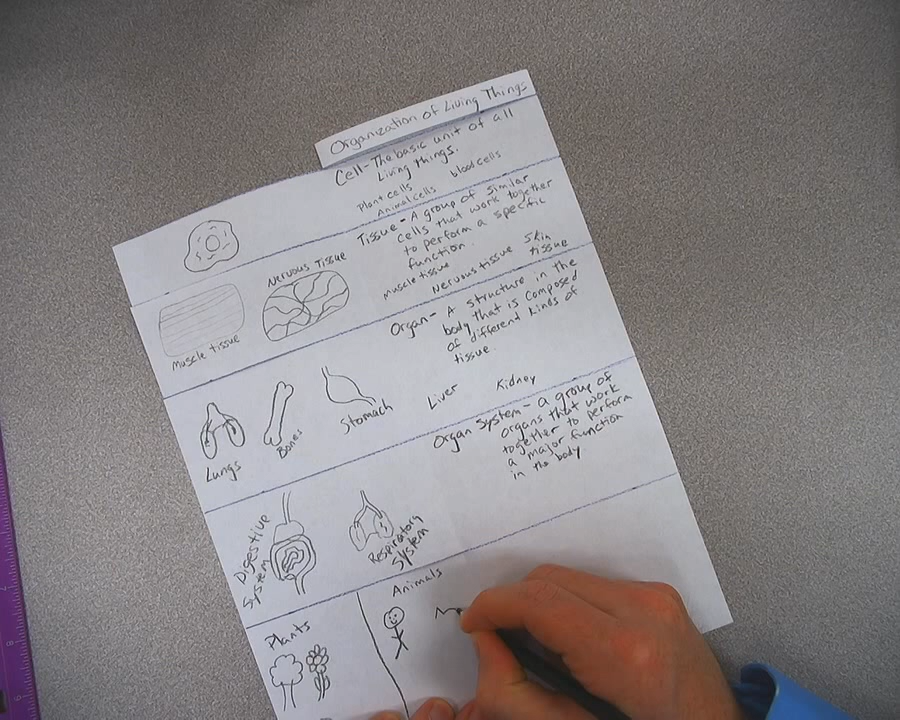 Organization of Living Things
Cell - The basic unit of all
Living things.
Plant cells
Animal cells
blood cells
Tissue - A group of similar
cells that work together
to perform a specific
function.
Muscle tissue
Nervous tissue
Skin
tissue
Nervous Tissue
Muscle tissue
Organ - A structure in the
body that is composed
of different kinds of
tissue.
Lungs
Bones
Stomach
Liver
Kidney
Organ System - A group of
organs that work
together to perform
a major function
in the body
Digestive
System
Respiratory
System
Plants
Animals